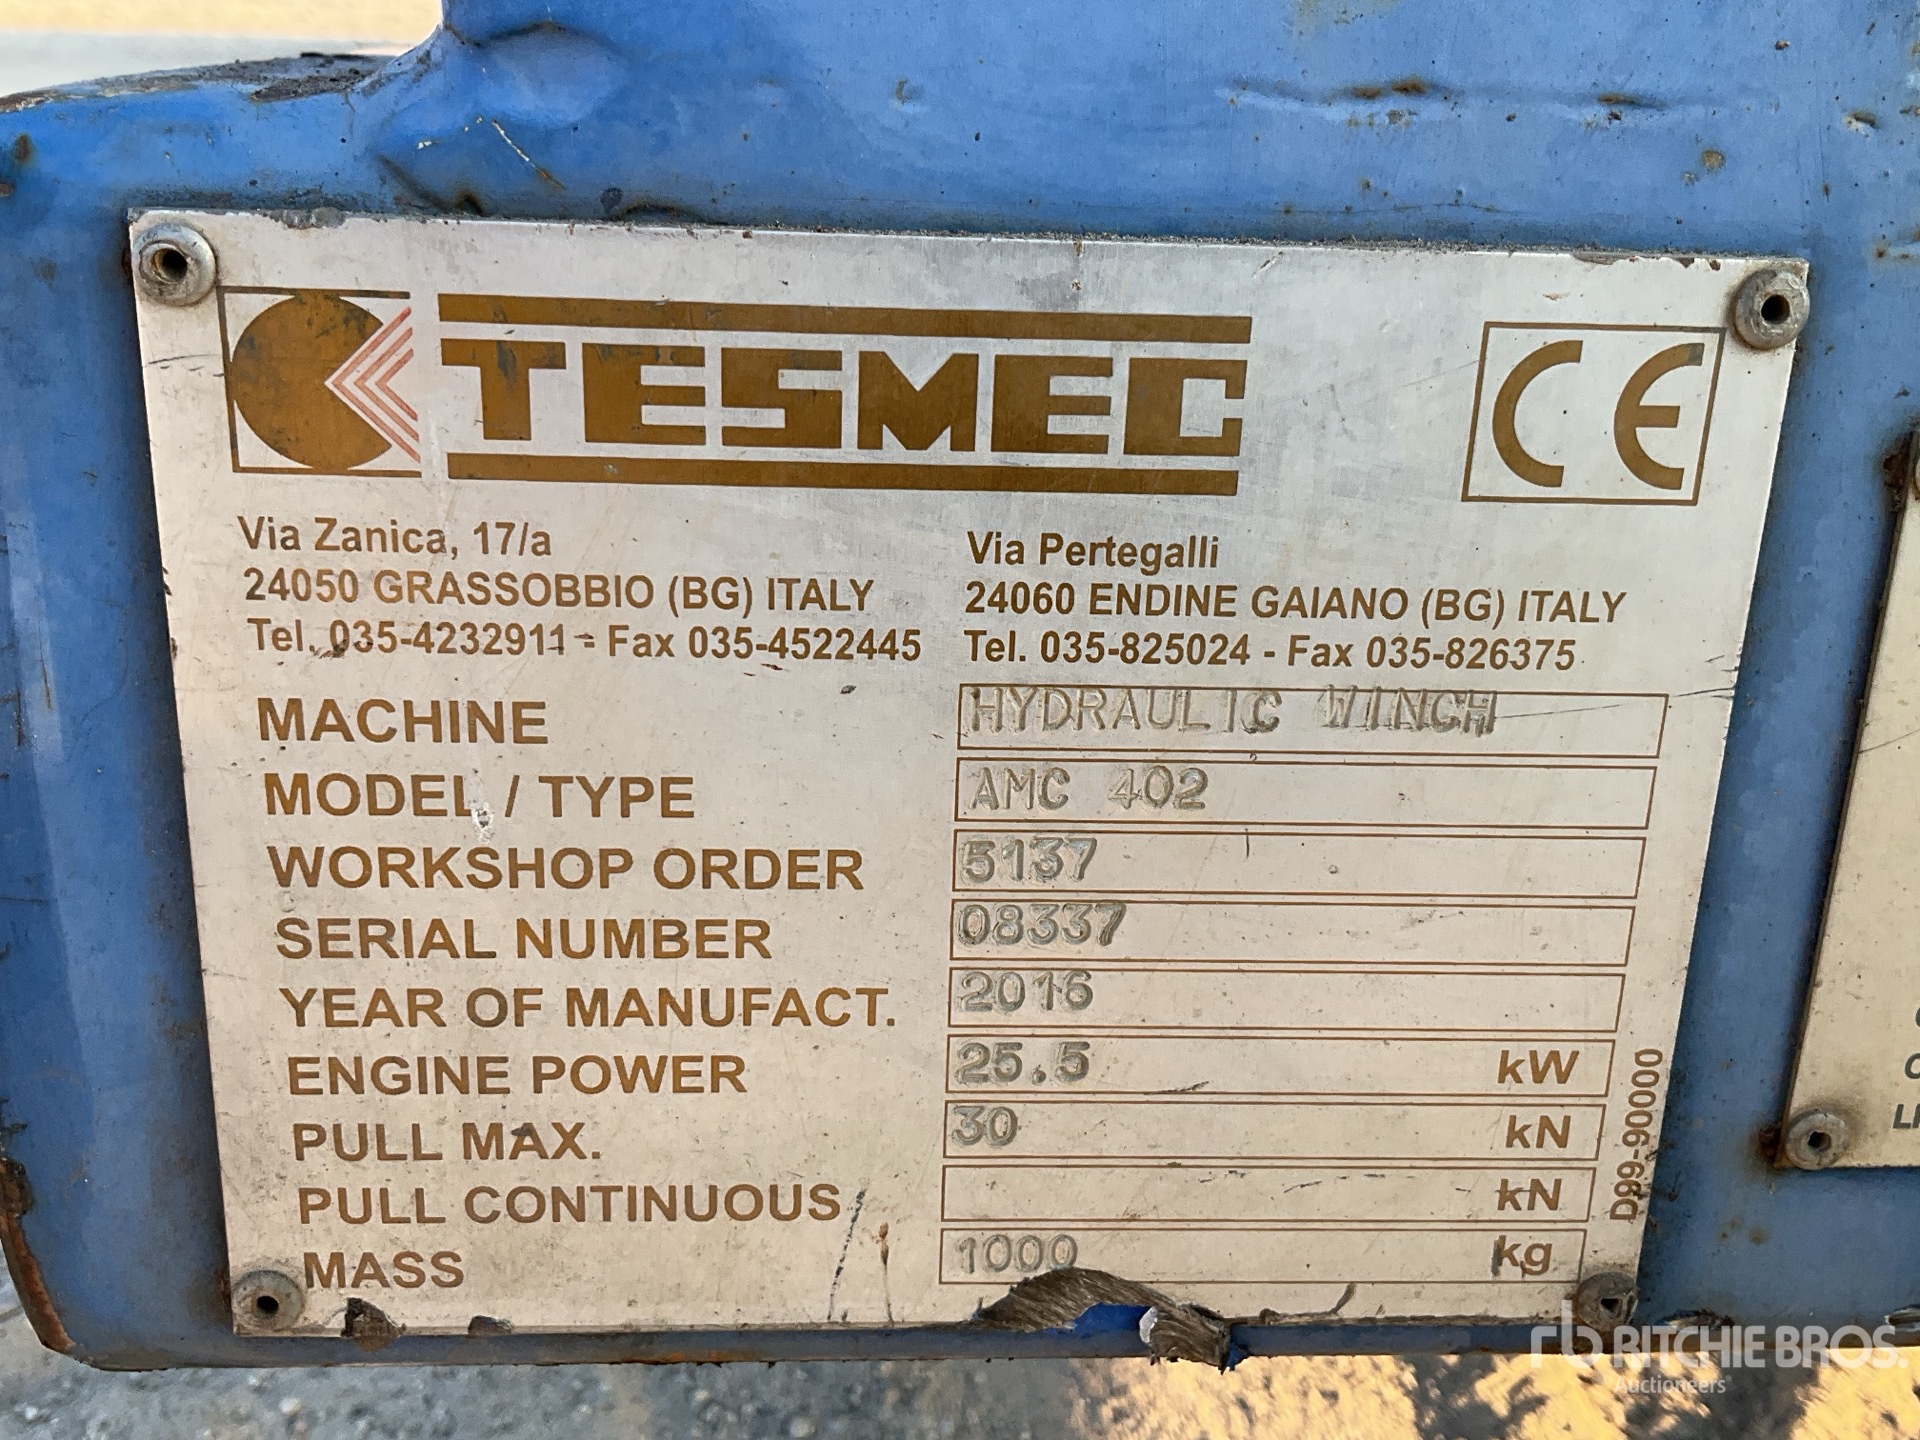 TESMEC
CE
Via Zanica, 17/a
24050 GRASSOBBIO (BG) ITALY
Tel. 035-4232911 - Fax 035-4522445
Via Pertegalli
24060 ENDINE GAIANO (BG) ITALY
Tel. 035-825024 - Fax 035-826375
MACHINE HYDRAULIC WINCH
MODEL / TYPE AMC 402
WORKSHOP ORDER 5137
SERIAL NUMBER 08337
YEAR OF MANUFACT. 2016
ENGINE POWER 25.5 kW
PULL MAX. 30 kN
PULL CONTINUOUS kN
MASS 1000 kg
D99-90000
rb RITCHIE BROS.
Auctioneers